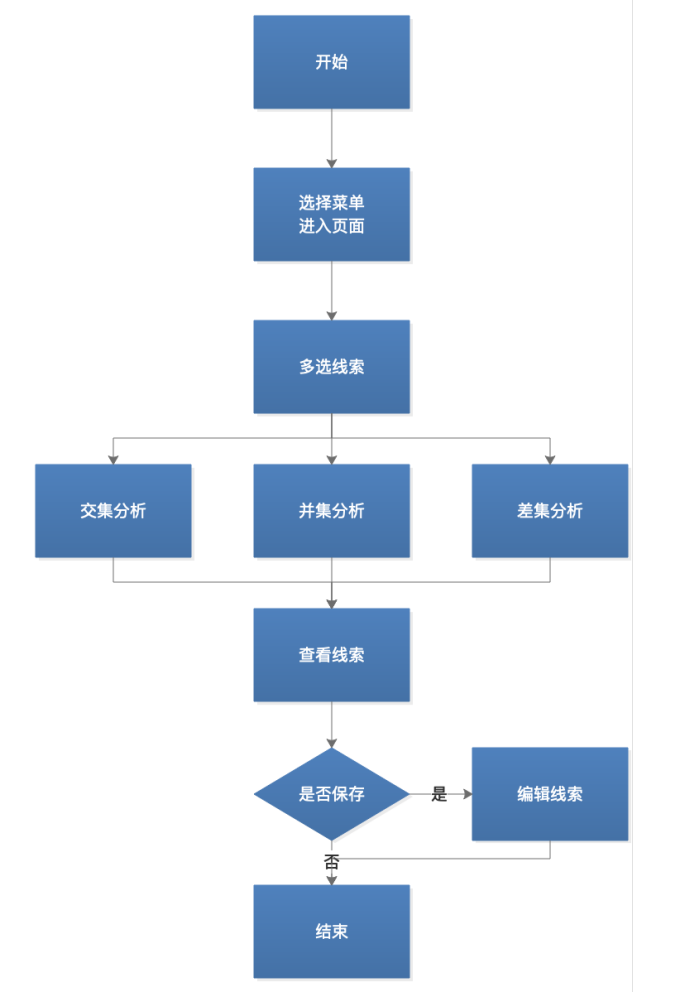 开始
选择菜单
进入页面
多选线索
交集分析
并集分析
差集分析
查看线索
是否保存
是
编辑线索
否
结束